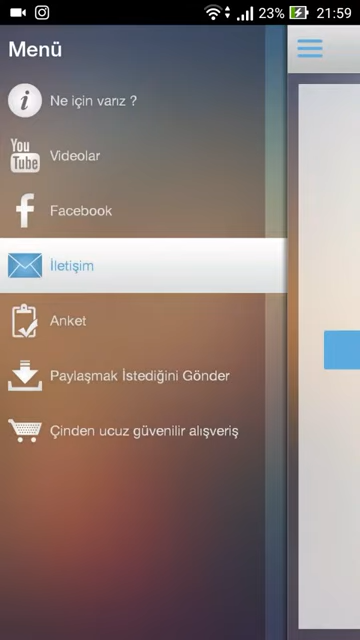 23% 21:59
Menü
Ne için varız ?
You
Tube
Videolar
Facebook
İletişim
Anket
Paylaşmak İstediğini Gönder
Çinden ucuz güvenilir alışveriş